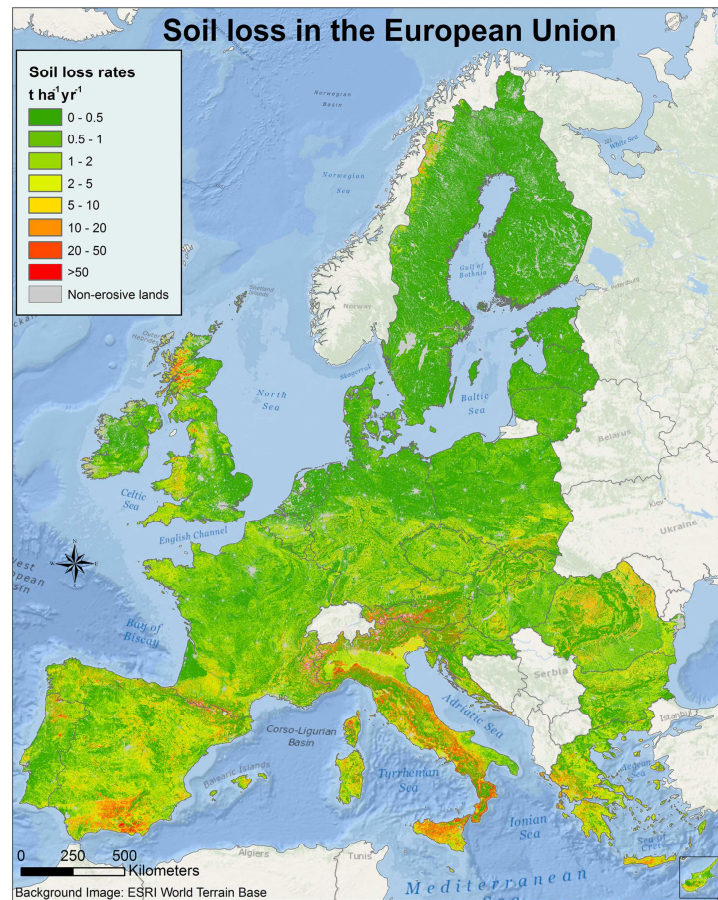 Soil loss in the European Union
Soil loss rates
t ha⁻¹yr⁻¹
0 - 0.5
0.5 - 1
1 - 2
2 - 5
5 - 10
10 - 20
20 - 50
>50
Non-erosive lands
Norwegian
Basin
White Sea
Norwegian
Sea
Gulf of
Bothnia
Shetland
Islands
NORWAY
St. Petersburg
Outer
Hebrides
Skagerrak
North
Sea
Baltic
Sea
Belarus
Celtic
Sea
Kiev
Ukraine
English Channel
N
W
E
S
Bay of
Biscay
Serbia
Adriatic Sea
Istanbul
Corso-Ligurian
Basin
Balearic Islands
Tyrrhenian
Sea
Aegean
Sea
Ionian
Sea
Sea of
Crete
0 250 500
Kilometers
Algiers
Tunis
Mediterranean
Background Image: ESRI World Terrain Base